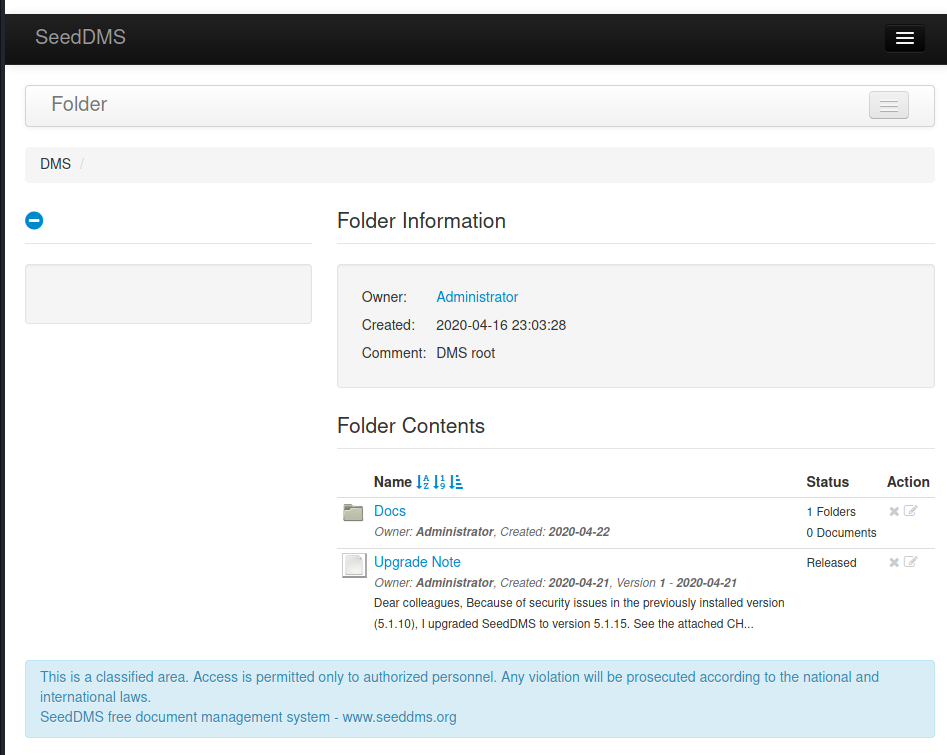 SeedDMS
Folder
DMS /
Folder Information
Owner: Administrator
Created: 2020-04-16 23:03:28
Comment: DMS root
Folder Contents
Name Status Action
Docs 1 Folders
Owner: Administrator, Created: 2020-04-22 0 Documents
Upgrade Note Released
Owner: Administrator, Created: 2020-04-21, Version 1 - 2020-04-21
Dear colleagues, Because of security issues in the previously installed version
(5.1.10), I upgraded SeedDMS to version 5.1.15. See the attached CH...
This is a classified area. Access is permitted only to authorized personnel. Any violation will be prosecuted according to the national and
international laws.
SeedDMS free document management system - www.seeddms.org